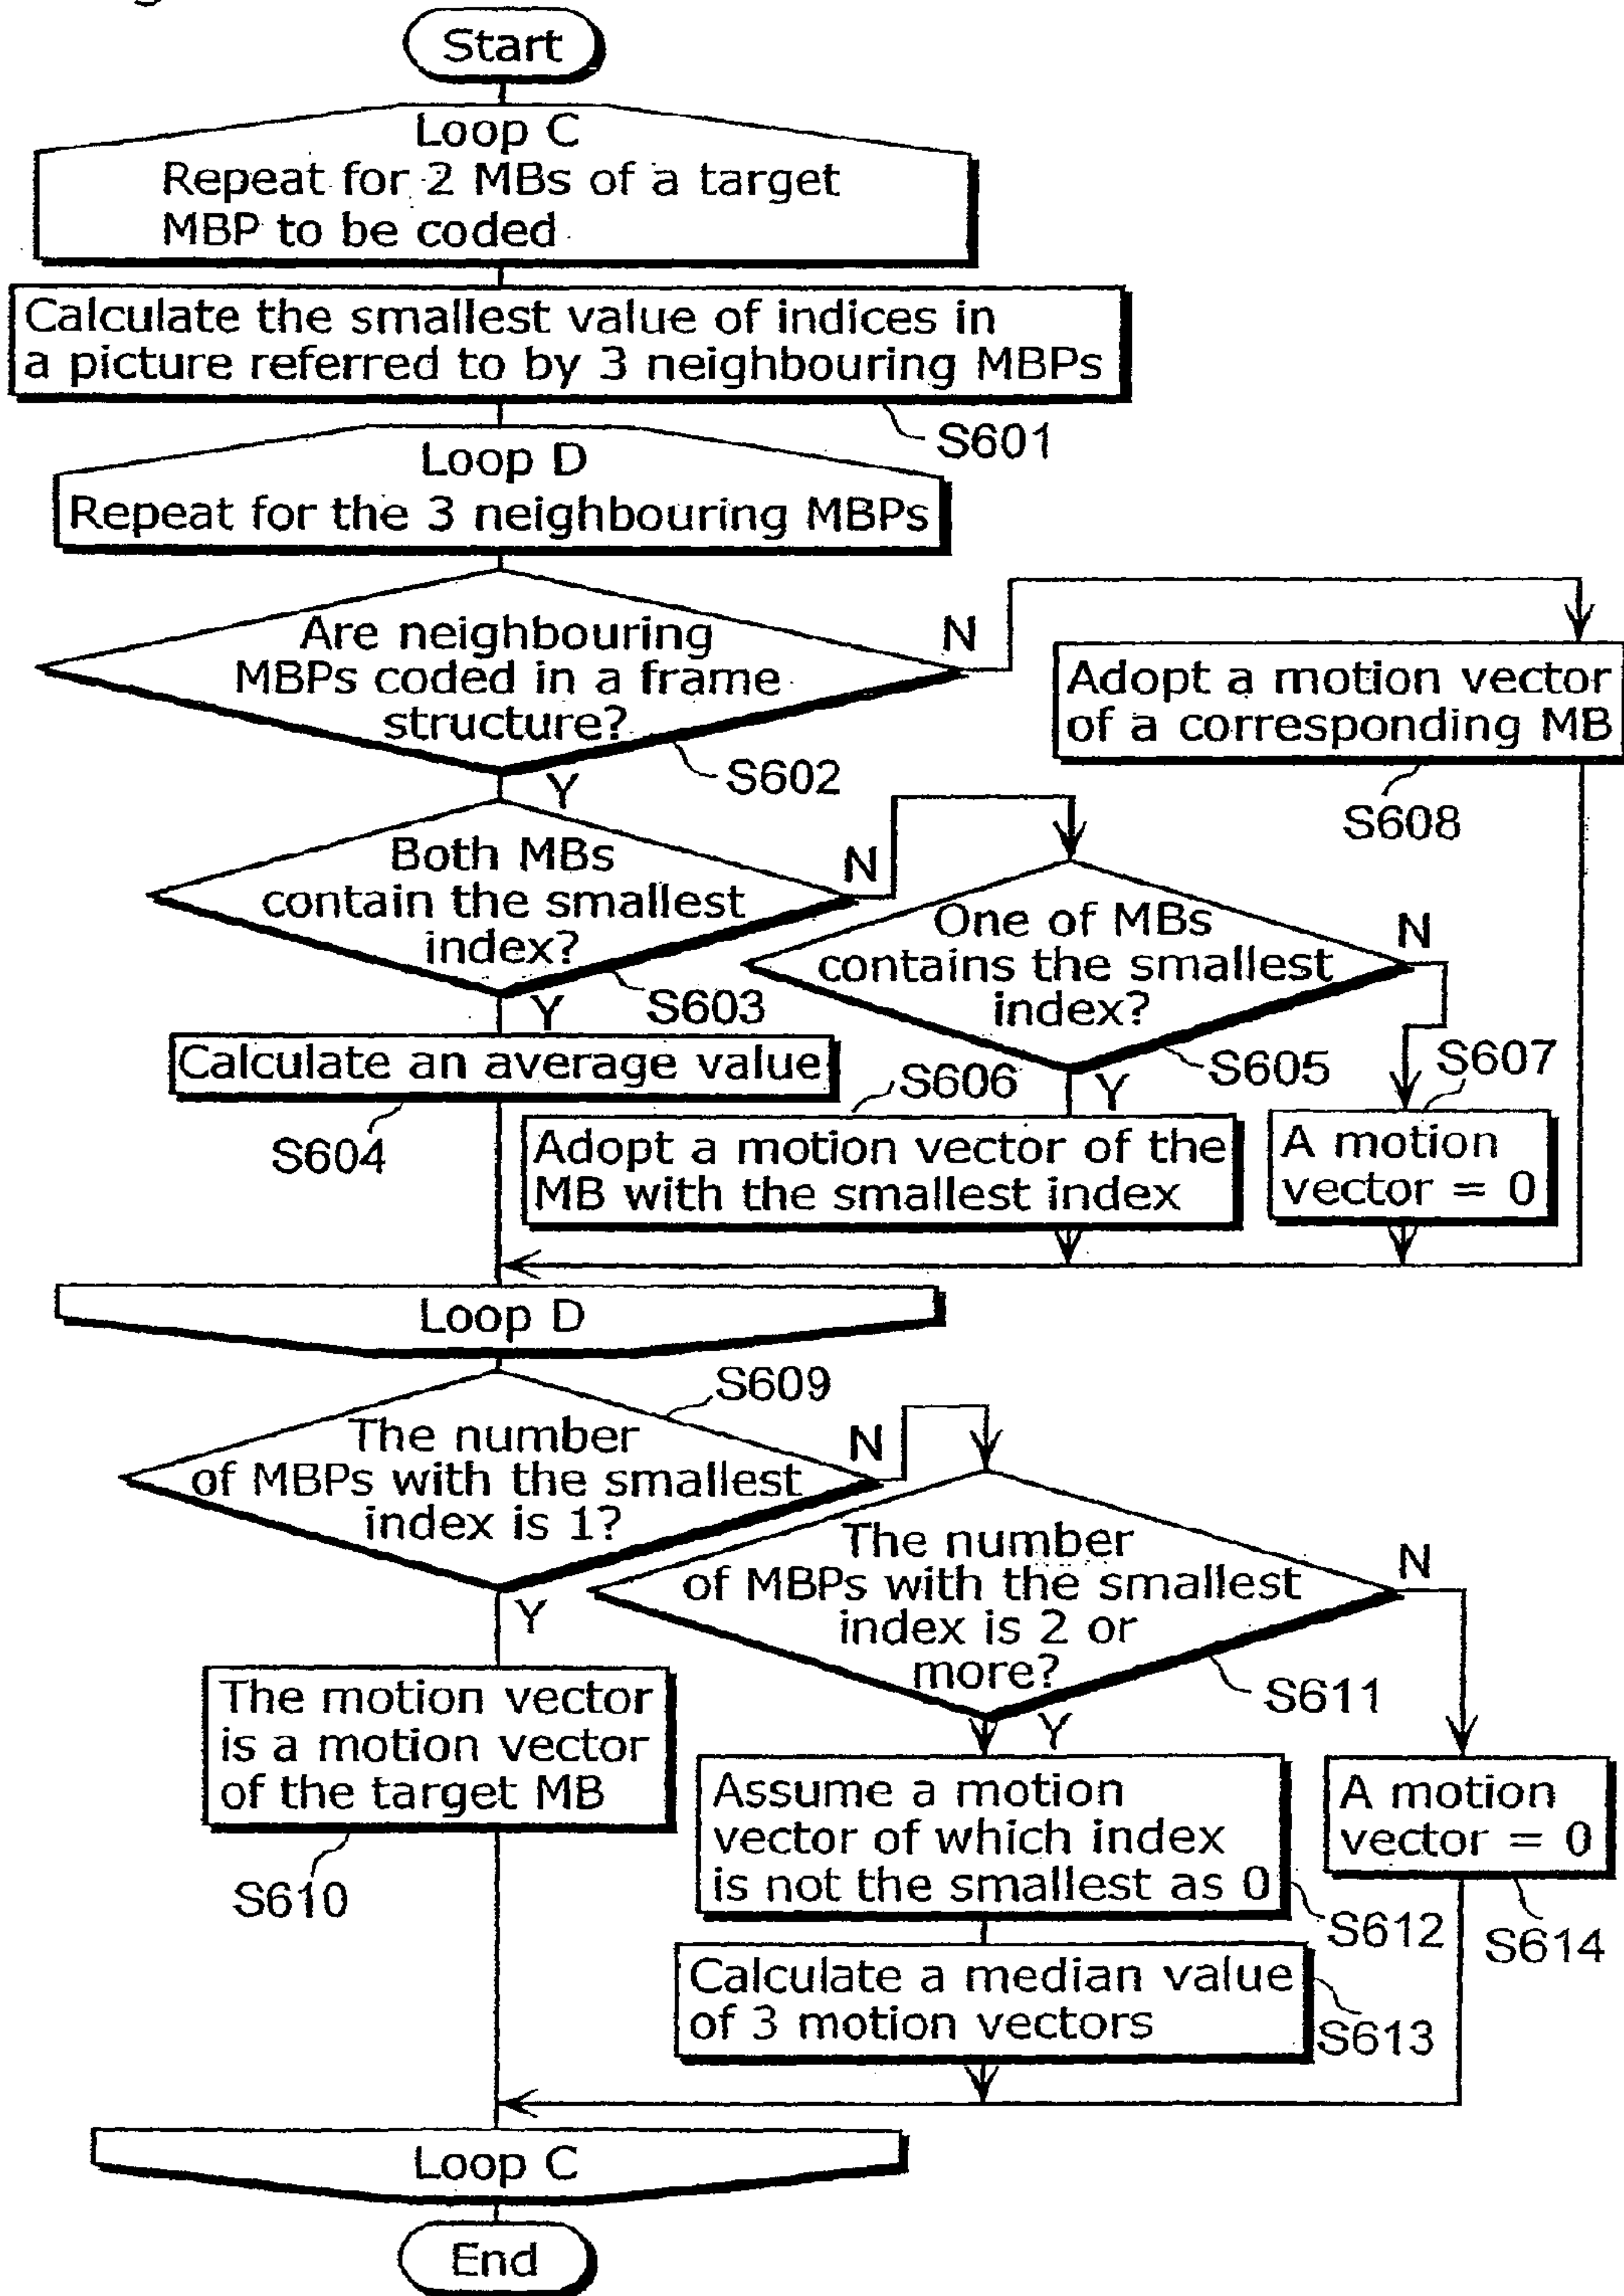 Start
Loop C
Repeat for 2 MBs of a target
MBP to be coded
Calculate the smallest value of indices in
a picture referred to by 3 neighbouring MBPs
S601
Loop D
Repeat for the 3 neighbouring MBPs
Are neighbouring
MBPs coded in a frame
structure?
N
S602
Y
Adopt a motion vector
of a corresponding MB
S608
Both MBs
contain the smallest
index?
N
S603
Y
One of MBs
contains the smallest
index?
N
S605
Y
Calculate an average value
S604
S606
Adopt a motion vector of the
MB with the smallest index
S607
A motion
vector = 0
Loop D
S609
The number
of MBPs with the smallest
index is 1?
N
Y
The number
of MBPs with the smallest
index is 2 or
more?
N
S611
Y
The motion vector
is a motion vector
of the target MB
S610
Assume a motion
vector of which index
is not the smallest as 0
S612
A motion
vector = 0
S614
Calculate a median value
of 3 motion vectors
S613
Loop C
End